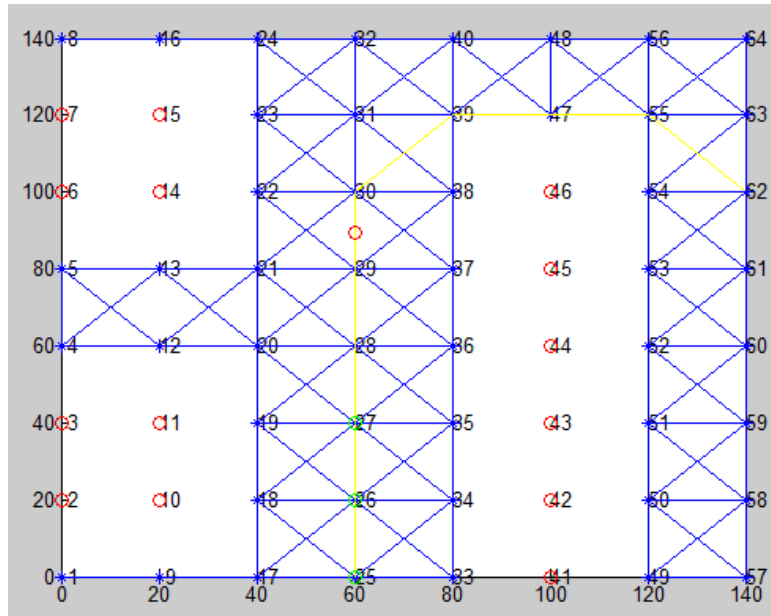 140 8 16 24 32 40 48 56 64
120 7 15 23 31 39 47 55 63
100 6 14 22 30 38 46 54 62
80 5 13 21 29 37 45 53 61
60 4 12 20 28 36 44 52 60
40 3 11 19 27 35 43 51 59
20 2 10 18 26 34 42 50 58
0 1 9 17 25 33 41 49 57
0 20 40 60 80 100 120 140